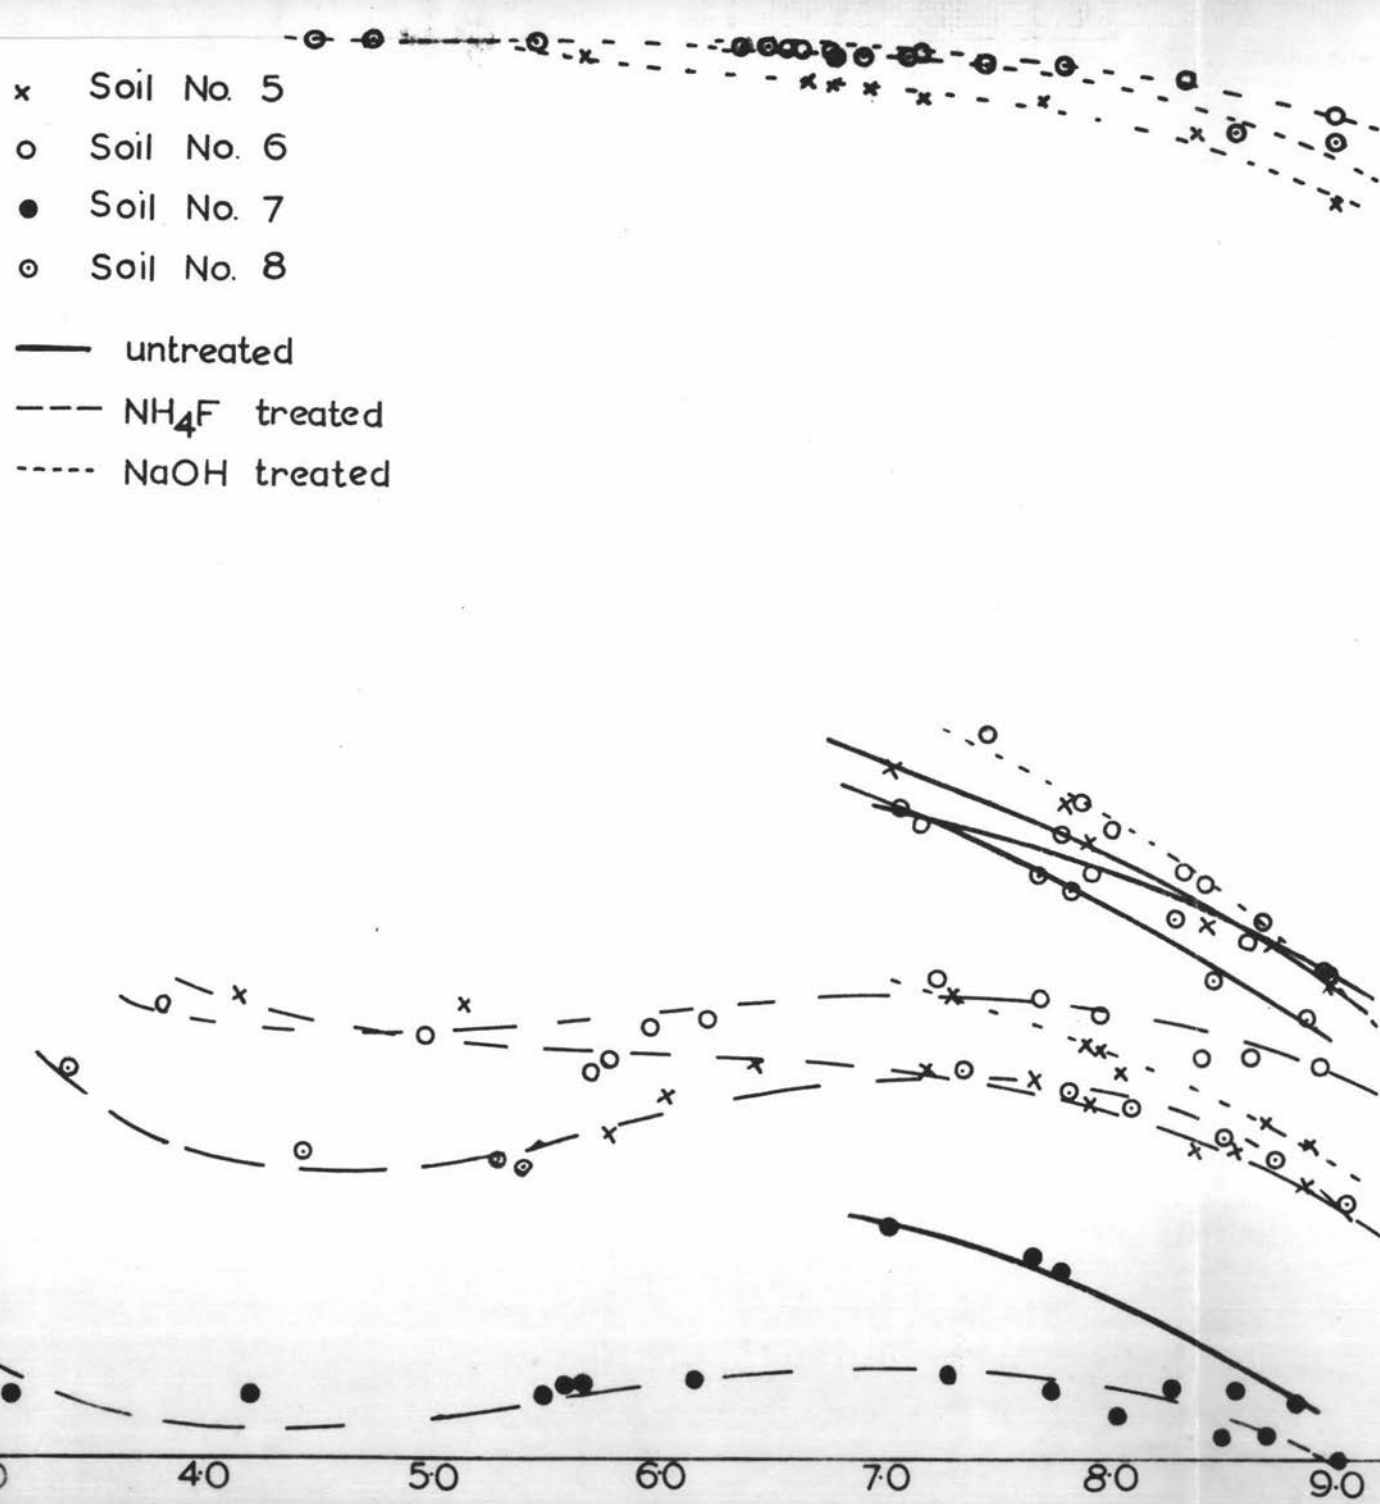 x Soil No. 5
o Soil No. 6
● Soil No. 7
⊙ Soil No. 8
untreated
NH₄F treated
NaOH treated
4·0 5·0 6·0 7·0 8·0 9·0